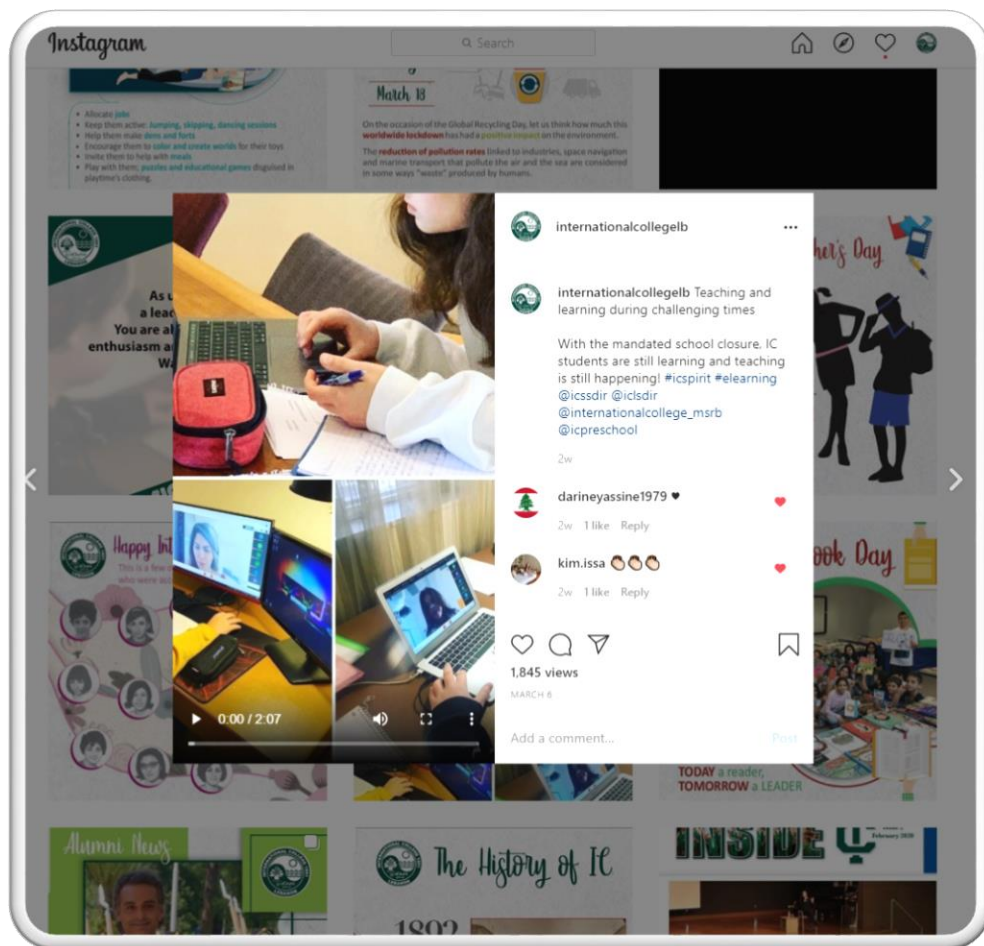 Instagram
Search
March 13
• Allocate jobs
• Keep them active: Jumping, skipping, dancing sessions
• Help them make dens and forts
• Encourage them to color and create worlds for their toys
• Invite them to help with meals
• Play with them: puzzles and educational games disguised in
playtime's clothing.
On the occasion of the Global Recycling Day, let us think how much this
worldwide lockdown has had a positive impact on the environment.
The reduction of pollution rates linked to industries, space navigation
and marine transport that pollute the air and the sea are considered
in some ways "waste" produced by humans.
As
a lead
You are
enthusiasm
her's Day
internationalcollegelb
internationalcollegelb Teaching and
learning during challenging times
With the mandated school closure, IC
students are still learning and teaching
is still happening! #icspirit #elearning
@icssdir @iclsdir
@internationalcollege_msrb
@icpreschool
2w
darineyassine1979
2w 1 like Reply
kim.issa
2w 1 like Reply
1,845 views
MARCH 6
Add a comment...
Post
0:00 / 2:07
Happy Int
This is a few
who were
ook Day
TODAY a reader,
TOMORROW a LEADER
Alumni News
The History of IC
1892
INSIDE
February 2020